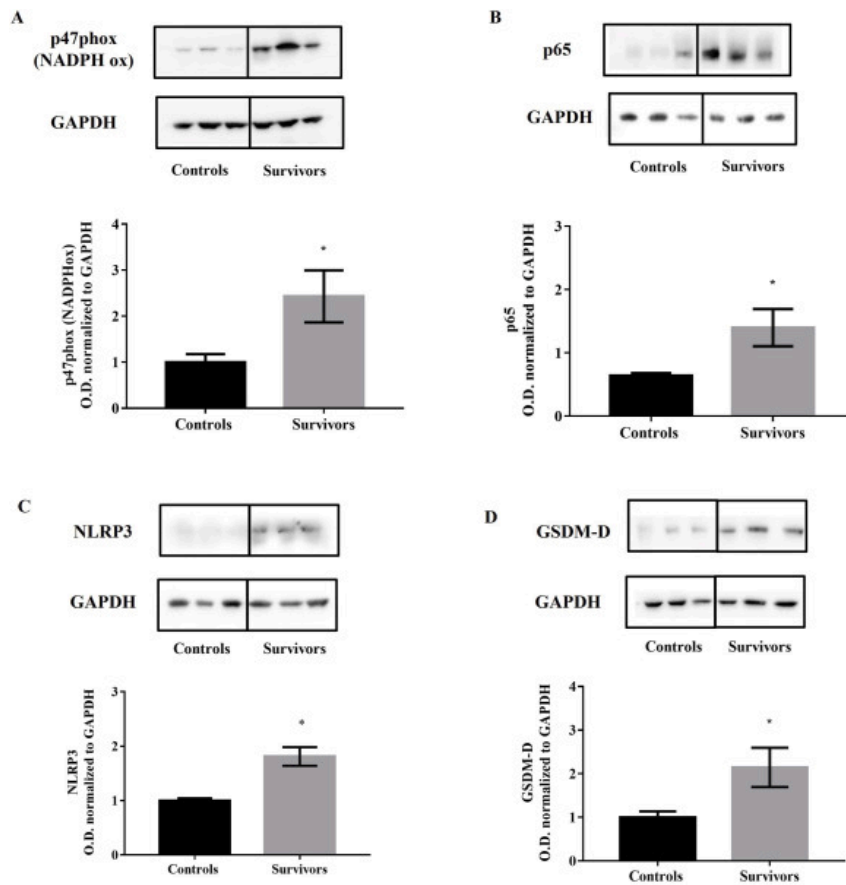 A
p47phox
(NADPH ox)
GAPDH
Controls Survivors
p47phox (NADPHox)
O.D. normalized to GAPDH
4
3
2
1
0
*
Controls Survivors
B
p65
GAPDH
Controls Survivors
p65
O.D. normalized to GAPDH
3
2
1
0
*
Controls Survivors
C
NLRP3
GAPDH
Controls Survivors
NLRP3
O.D. normalized to GAPDH
3
2
1
0
*
Controls Survivors
D
GSDM-D
GAPDH
Controls Survivors
GSDM-D
O.D. normalized to GAPDH
4
3
2
1
0
*
Controls Survivors